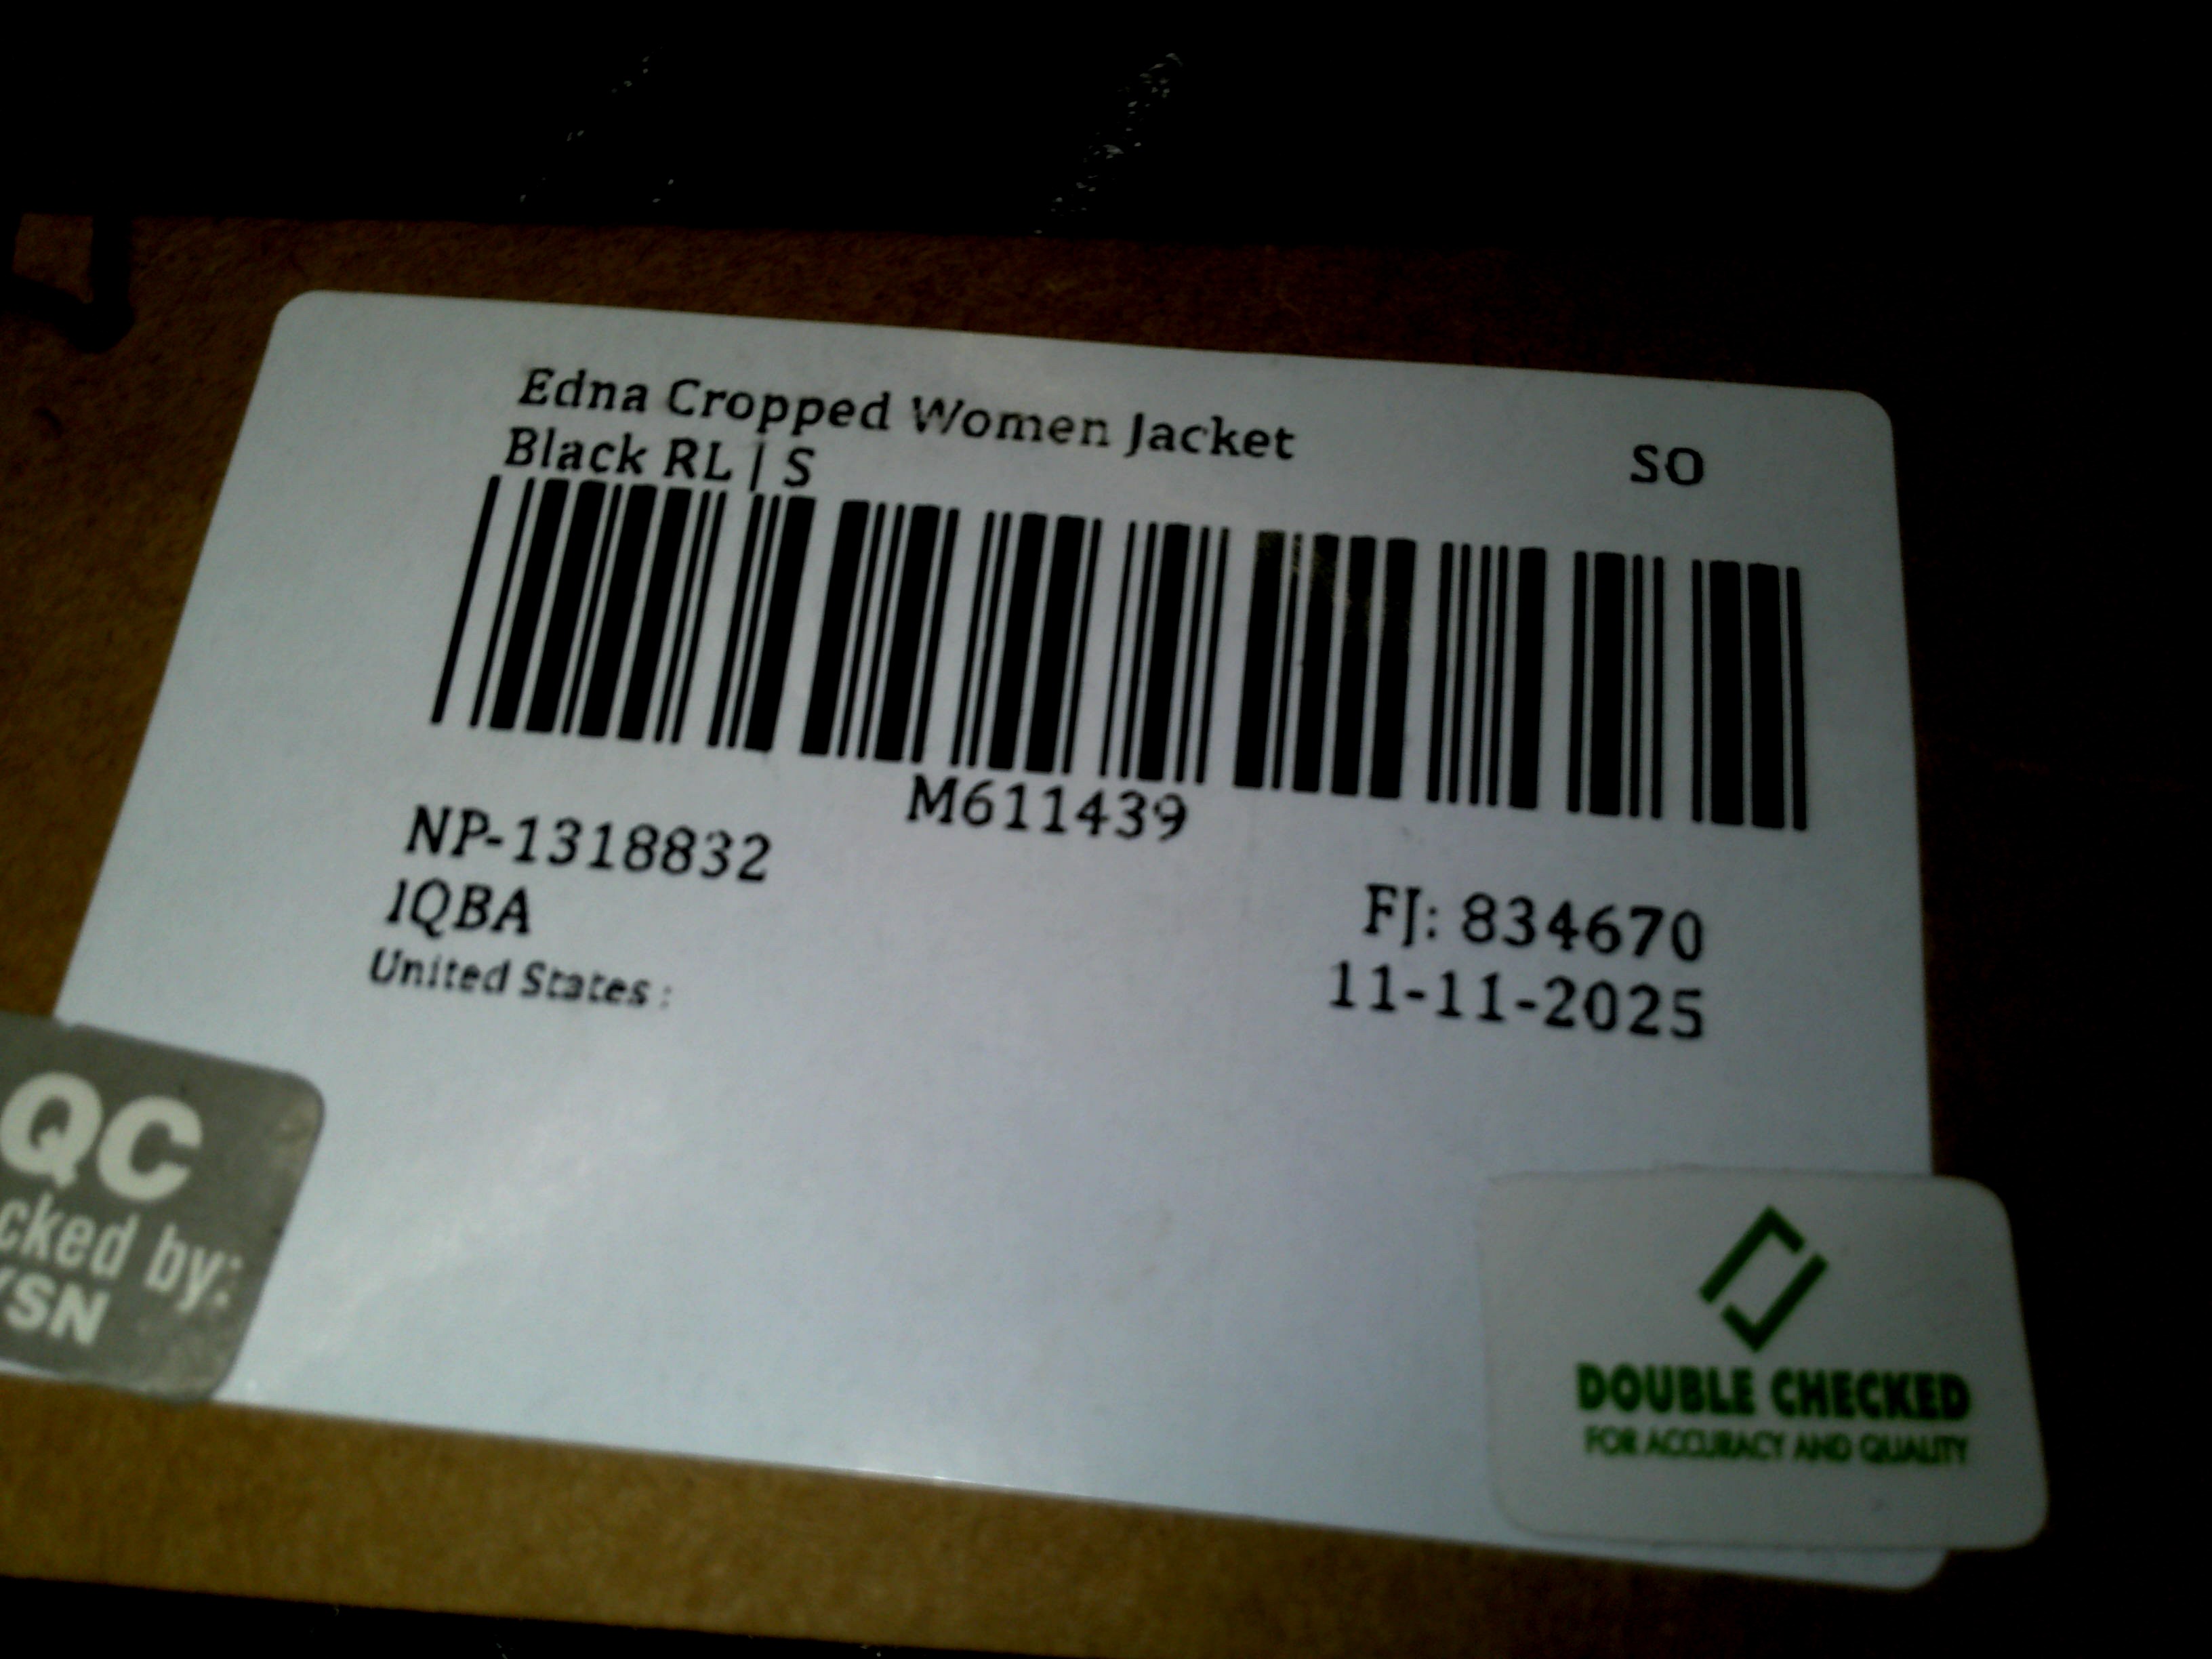 Edna Cropped Women Jacket
Black RL | S
SO
M611439
NP-1318832
IQBA
United States :
FJ: 834670
11-11-2025
QC
cked by:
YSN
DOUBLE CHECKED
FOR ACCURACY AND QUALITY